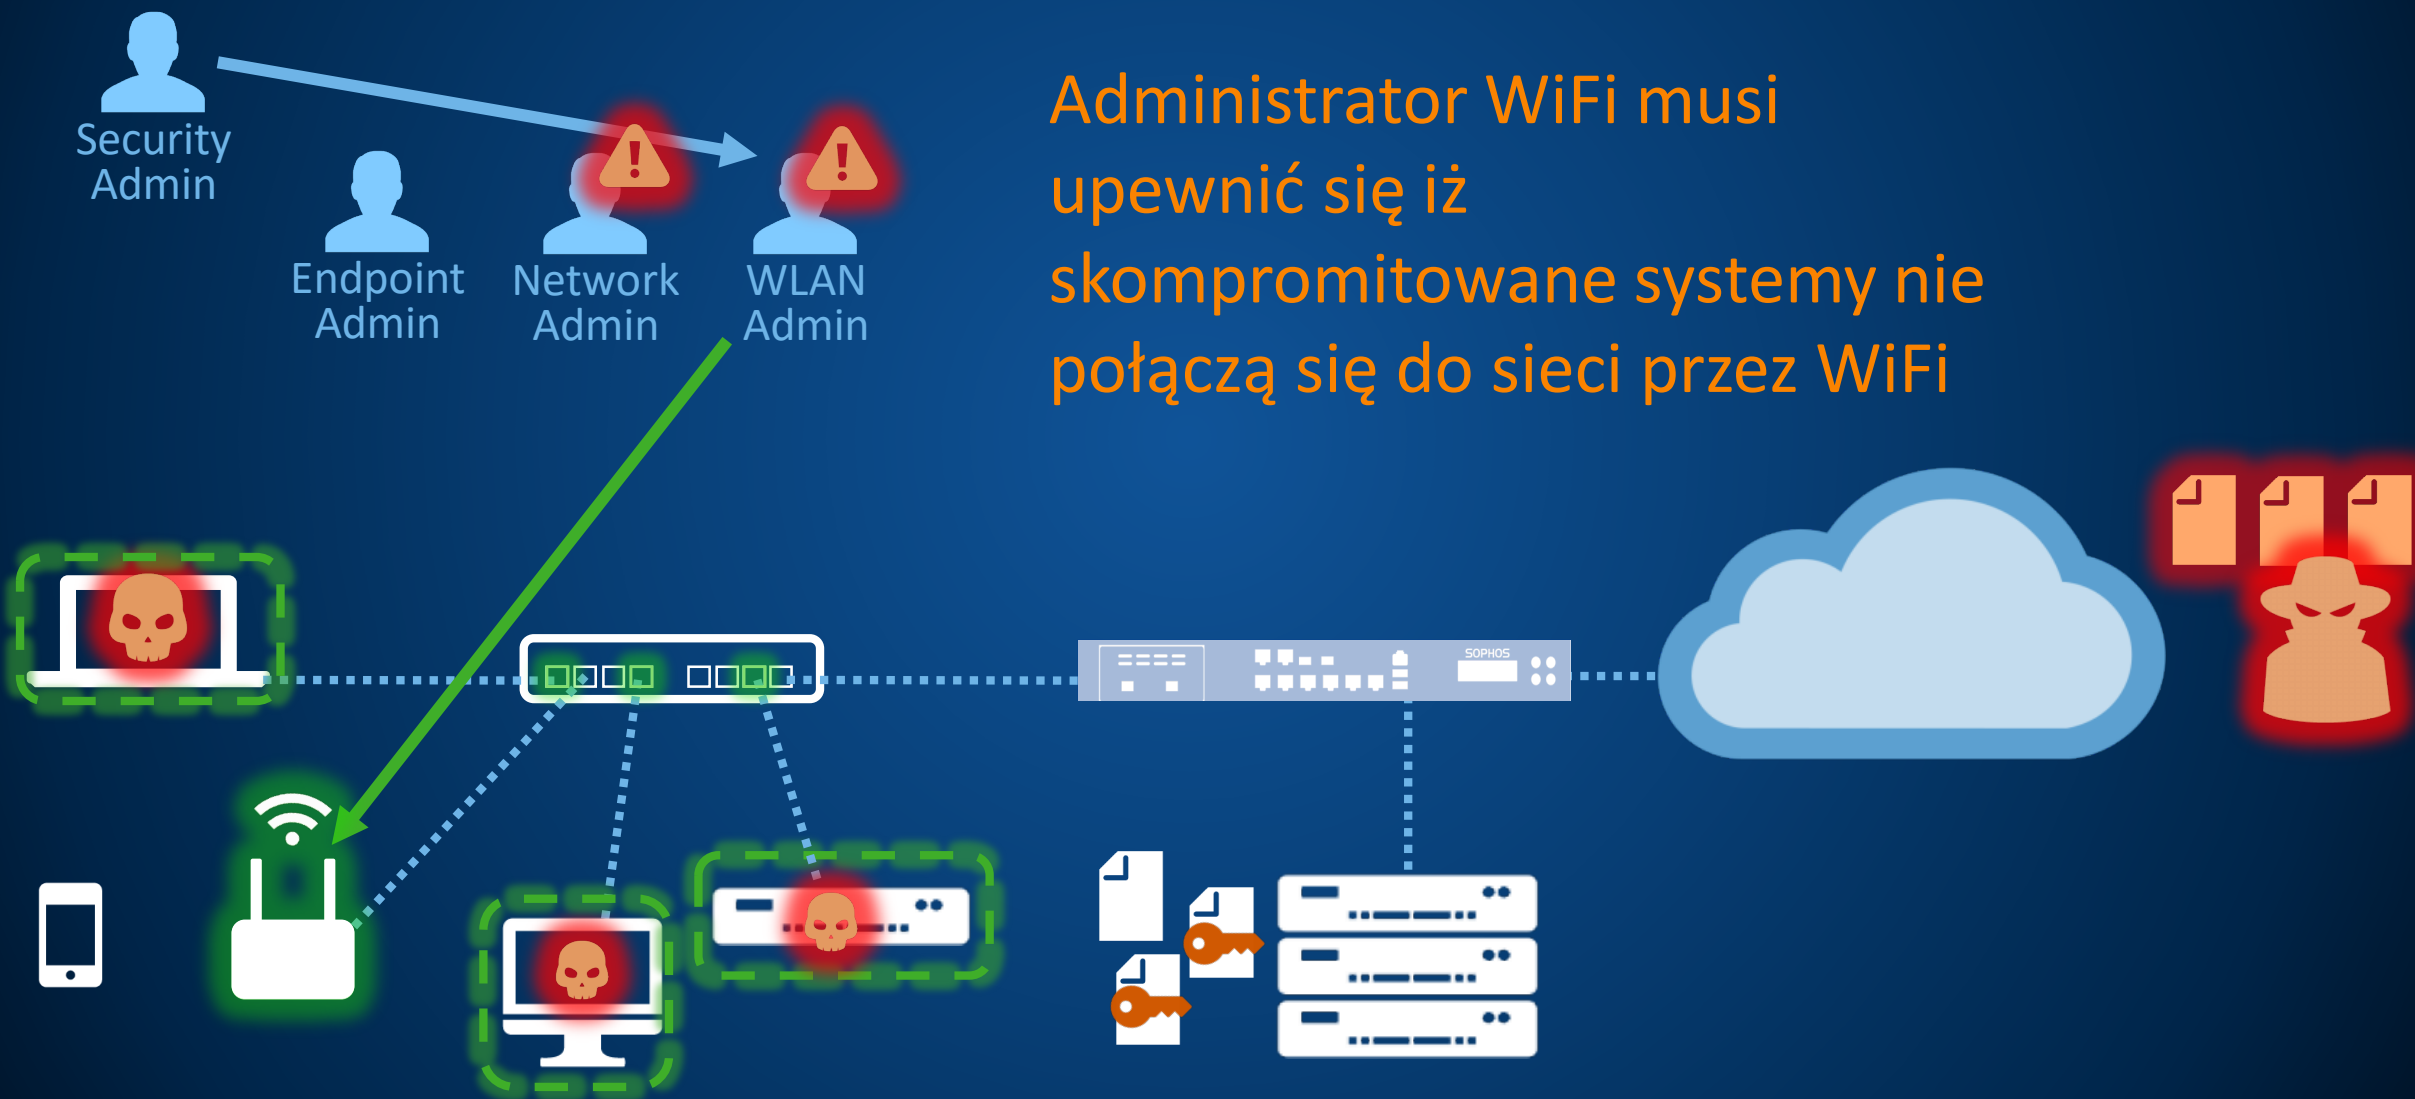 Security
Admin
Endpoint
Admin
Network
Admin
WLAN
Admin
Administrator WiFi musi
upewnić się iż
skompromitowane systemy nie
połączą się do sieci przez WiFi
SOPHOS